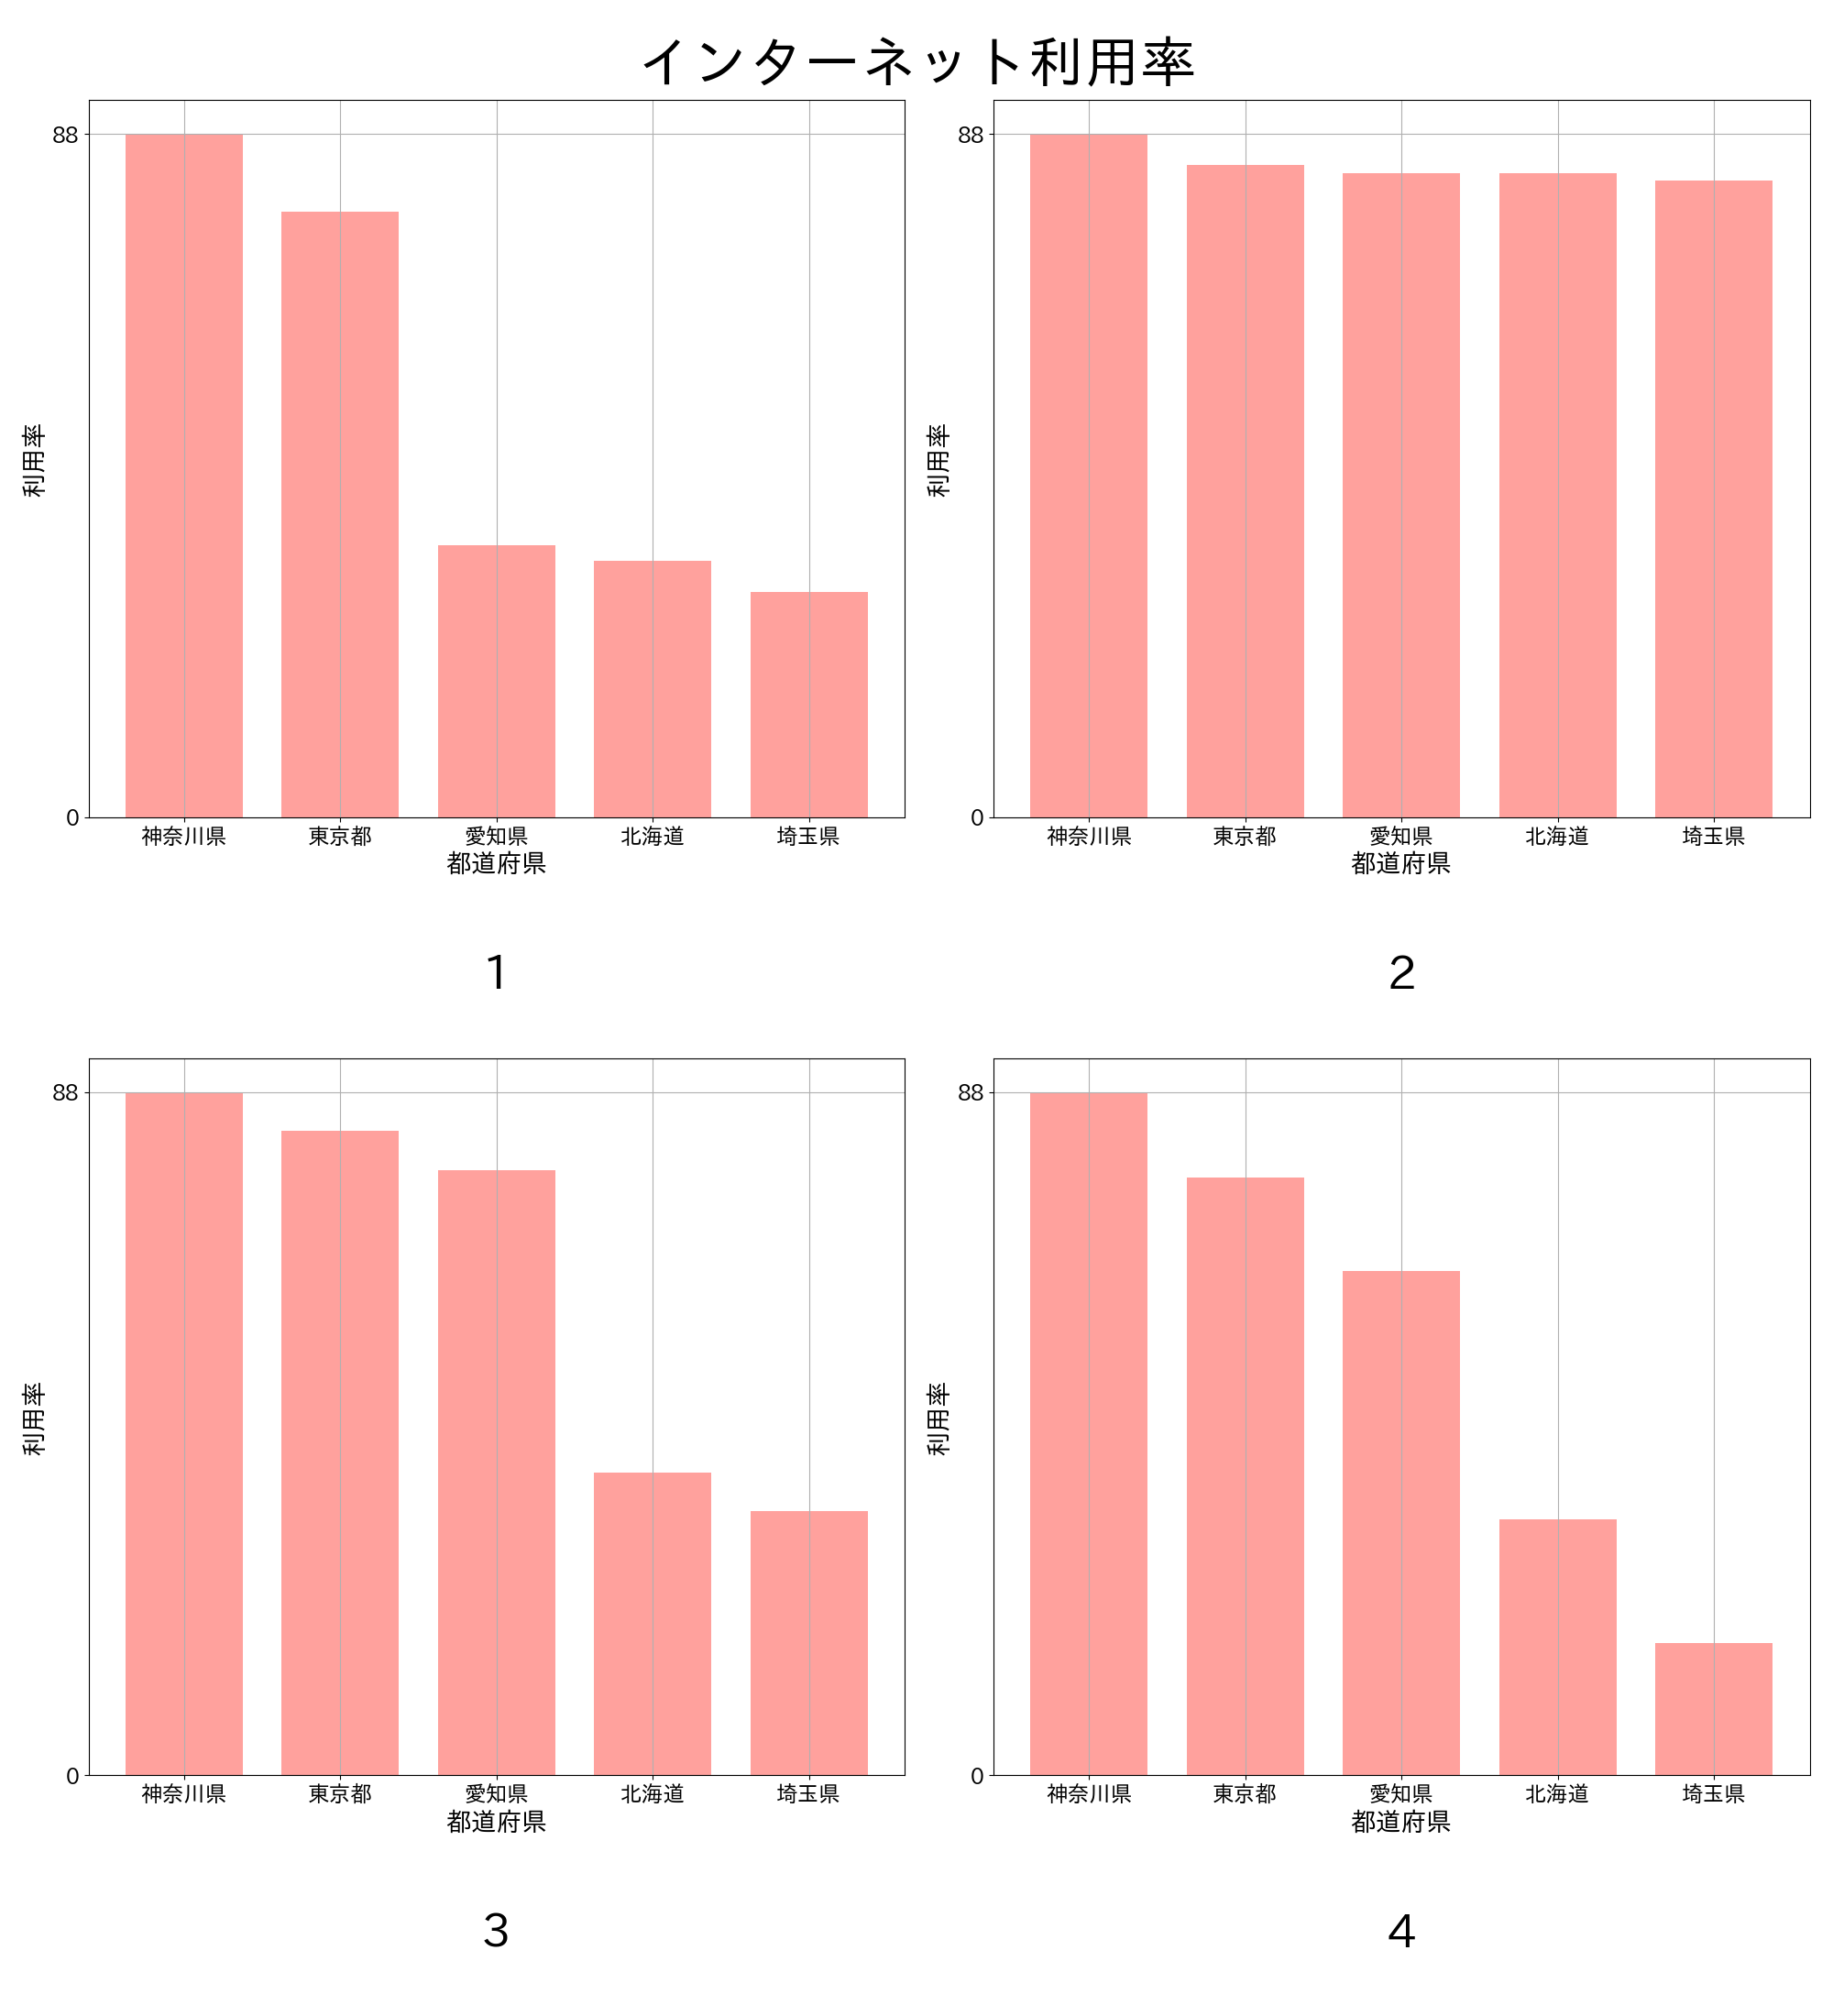 インターネット利用率
88
0
利用率
神奈川県 東京都 愛知県 北海道 埼玉県
都道府県
1
88
0
利用率
神奈川県 東京都 愛知県 北海道 埼玉県
都道府県
2
88
0
利用率
神奈川県 東京都 愛知県 北海道 埼玉県
都道府県
3
88
0
利用率
神奈川県 東京都 愛知県 北海道 埼玉県
都道府県
4